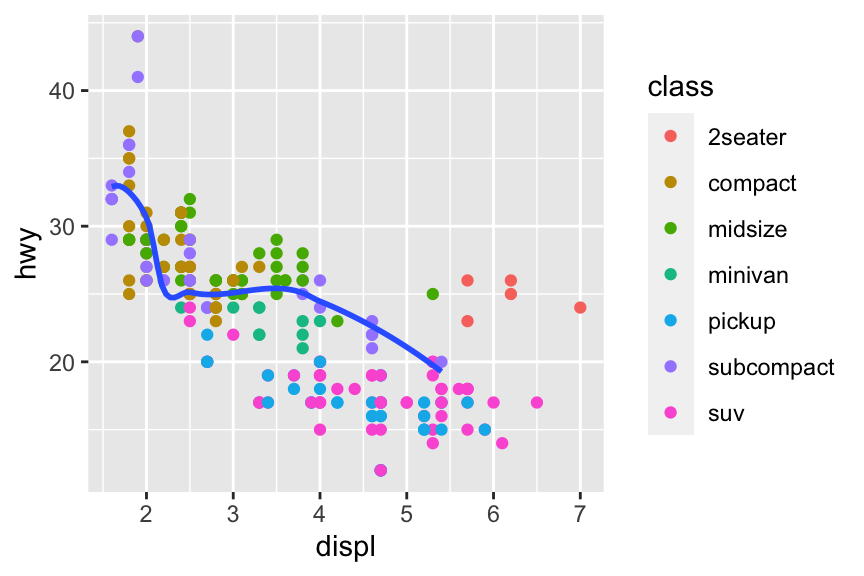 40
30
20
hwy
2 3 4 5 6 7
displ
class
2seater
compact
midsize
minivan
pickup
subcompact
suv